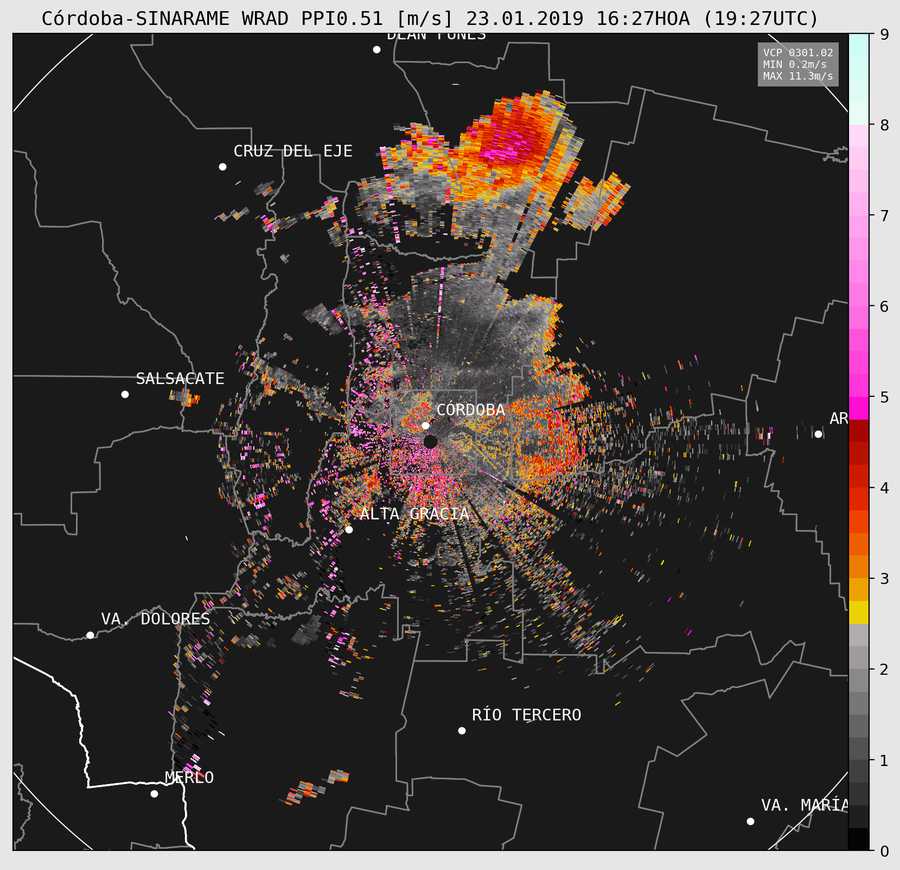 Córdoba-SINARAME WRAD PPI0.51 [m/s] 23.01.2019 16:27HOA (19:27UTC)
DEAN FUNES
VCP 0301.02
MIN 0.2m/s
MAX 11.3m/s
9
8
7
6
5
4
3
2
1
0
CRUZ DEL EJE
SALSACATE
CÓRDOBA
AR
ALTA GRACIA
VA. DOLORES
RÍO TERCERO
MERLO
VA. MARÍA